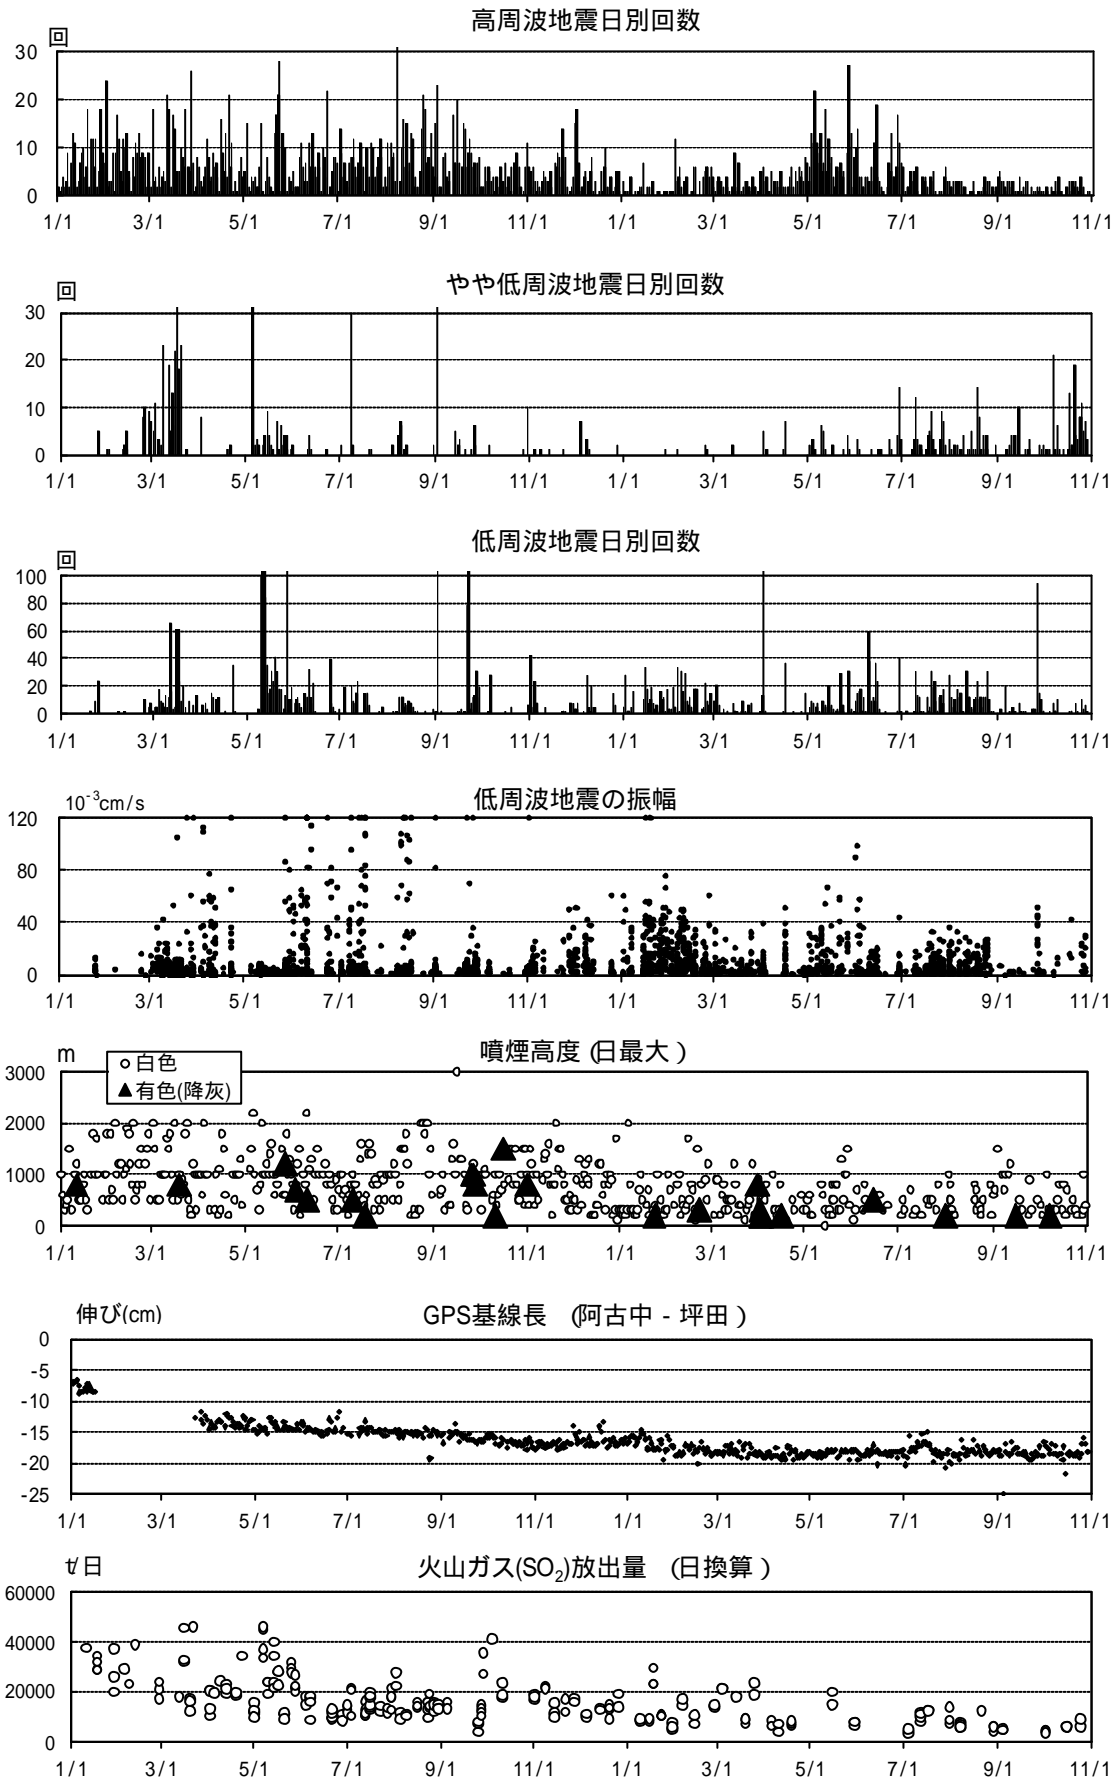 高周波地震日別回数
回
30
20
10
0
1/1 3/1 5/1 7/1 9/1 11/1 1/1 3/1 5/1 7/1 9/1 11/1
やや低周波地震日別回数
回
30
20
10
0
1/1 3/1 5/1 7/1 9/1 11/1 1/1 3/1 5/1 7/1 9/1 11/1
低周波地震日別回数
回
100
80
60
40
20
0
1/1 3/1 5/1 7/1 9/1 11/1 1/1 3/1 5/1 7/1 9/1 11/1
低周波地震の振幅
10⁻³cm/s
120
80
40
0
1/1 3/1 5/1 7/1 9/1 11/1 1/1 3/1 5/1 7/1 9/1 11/1
噴煙高度(日最大)
m
白色
有色(降灰)
3000
2000
1000
0
1/1 3/1 5/1 7/1 9/1 11/1 1/1 3/1 5/1 7/1 9/1 11/1
伸び(cm) GPS基線長 (阿古中 - 坪田)
0
-5
-10
-15
-20
-25
1/1 3/1 5/1 7/1 9/1 11/1 1/1 3/1 5/1 7/1 9/1 11/1
t/日 火山ガス(SO₂)放出量 (日換算)
60000
40000
20000
0
1/1 3/1 5/1 7/1 9/1 11/1 1/1 3/1 5/1 7/1 9/1 11/1